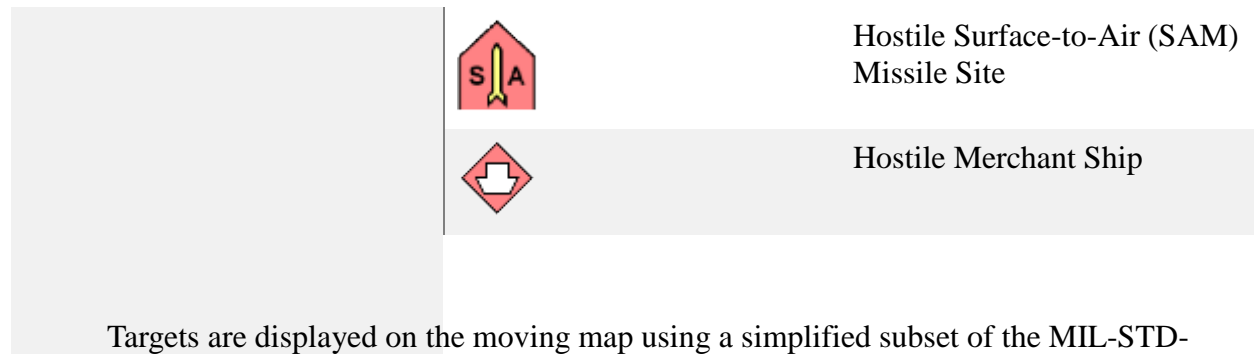 S A
Hostile Surface-to-Air (SAM)
Missile Site
Hostile Merchant Ship
Targets are displayed on the moving map using a simplified subset of the MIL-STD-